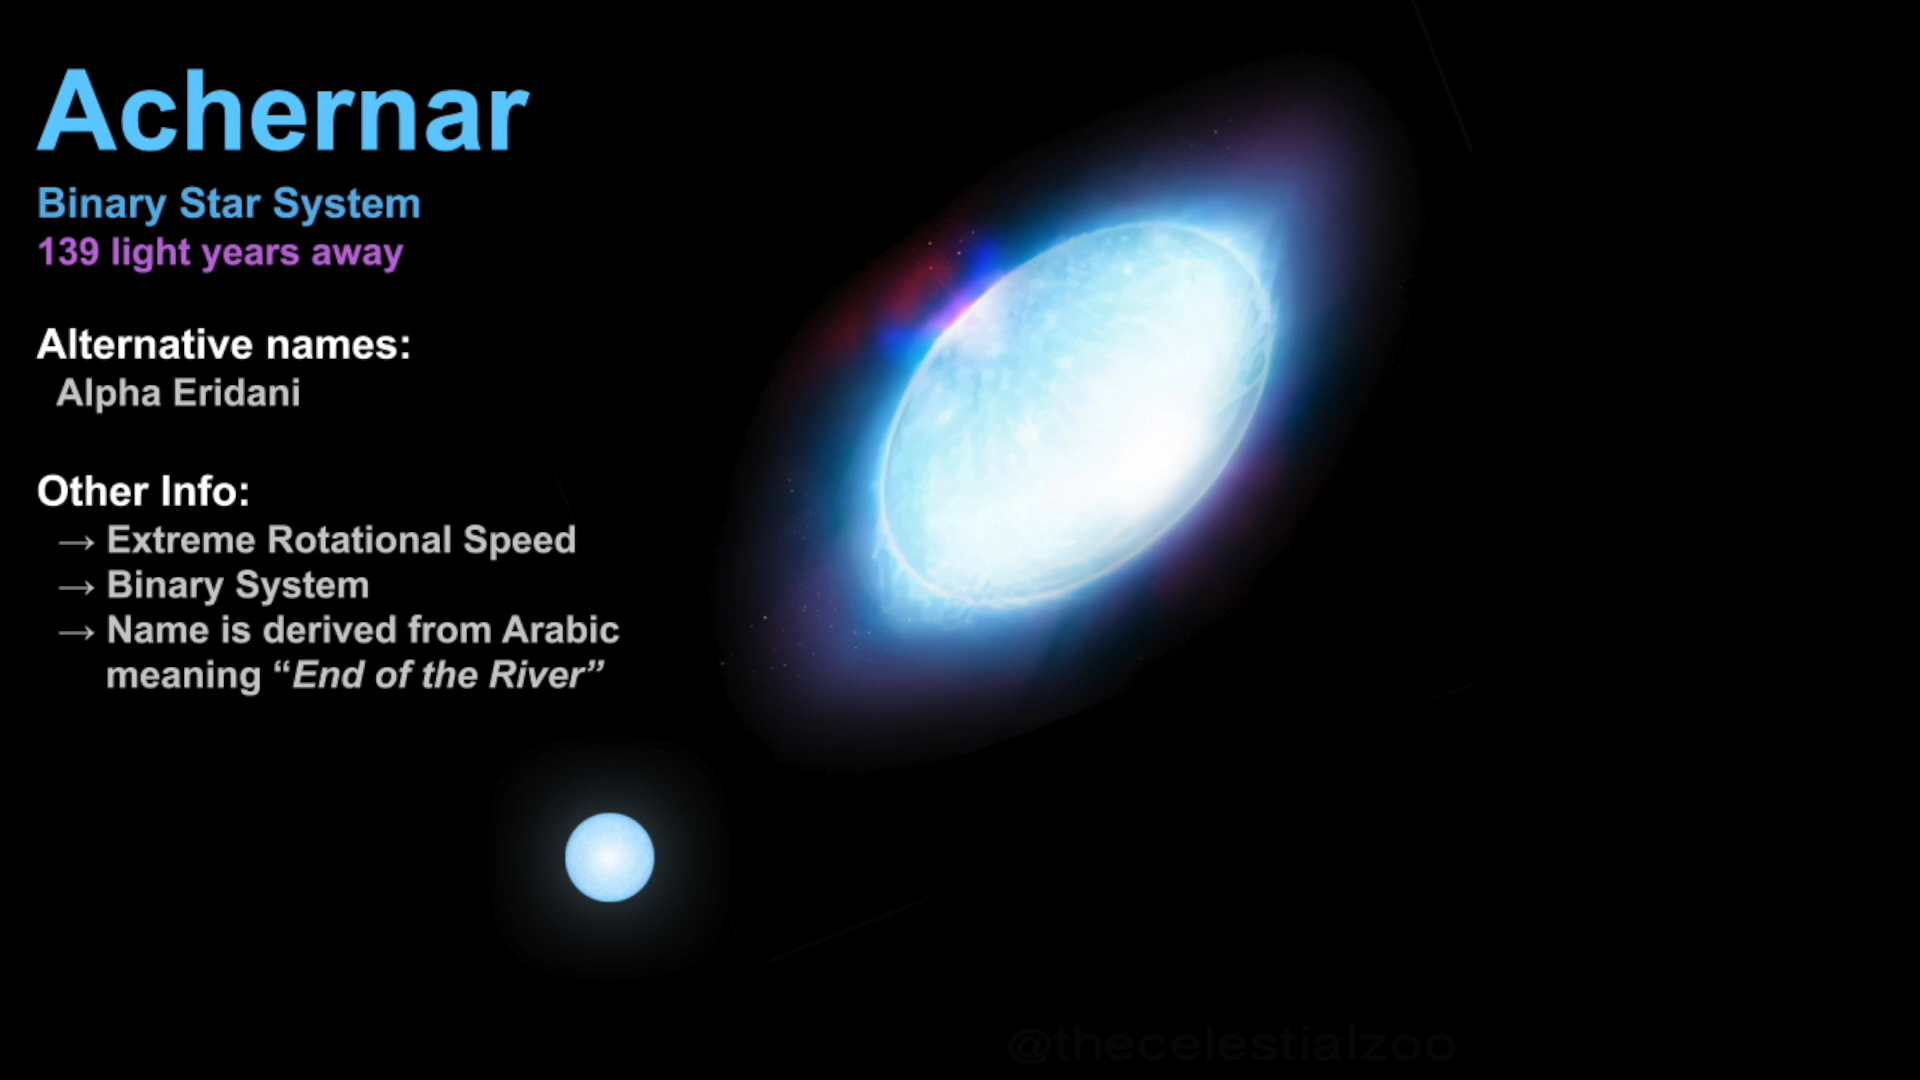 Achernar
Binary Star System
139 light years away
Alternative names:
Alpha Eridani
Other Info:
→ Extreme Rotational Speed
→ Binary System
→ Name is derived from Arabic
meaning “End of the River”
@thecelestialzoo